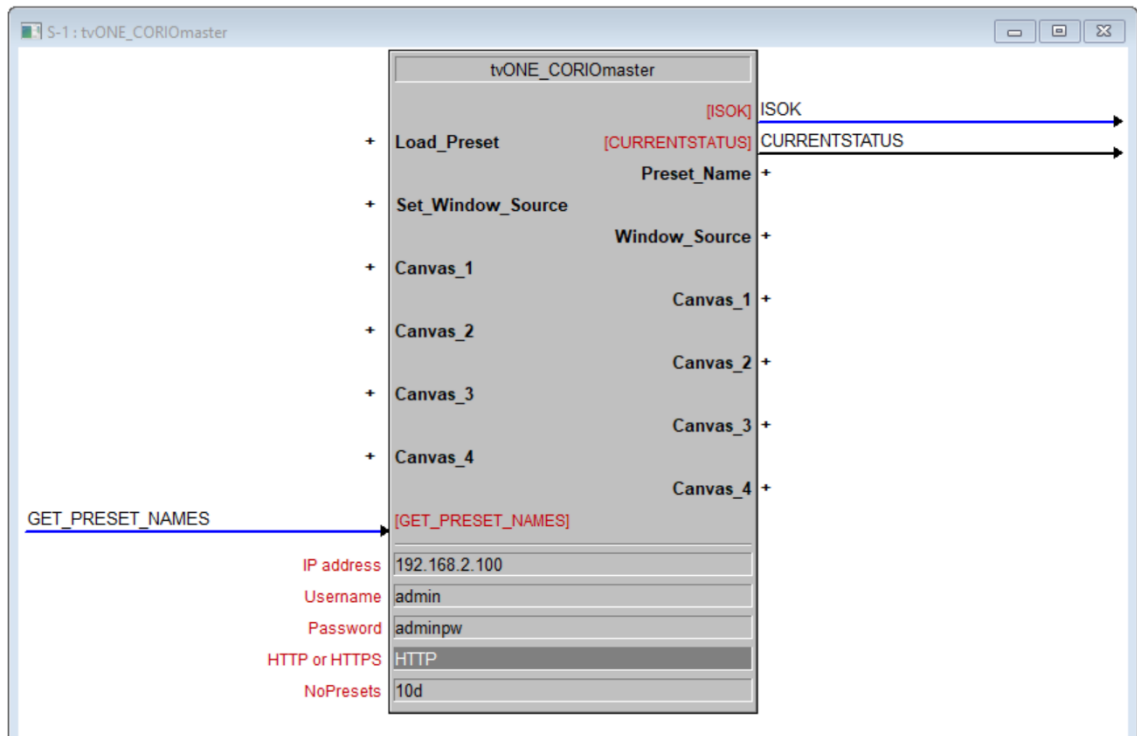 S-1 : tvONE_CORIOmaster
tvONE_CORIOmaster
[ISOK] ISOK
+ Load_Preset [CURRENTSTATUS] CURRENTSTATUS
Preset_Name +
+ Set_Window_Source
Window_Source +
+ Canvas_1
Canvas_1 +
+ Canvas_2
Canvas_2 +
+ Canvas_3
Canvas_3 +
+ Canvas_4
Canvas_4 +
GET_PRESET_NAMES [GET_PRESET_NAMES]
IP address 192.168.2.100
Username admin
Password adminpw
HTTP or HTTPS HTTP
NoPresets 10d